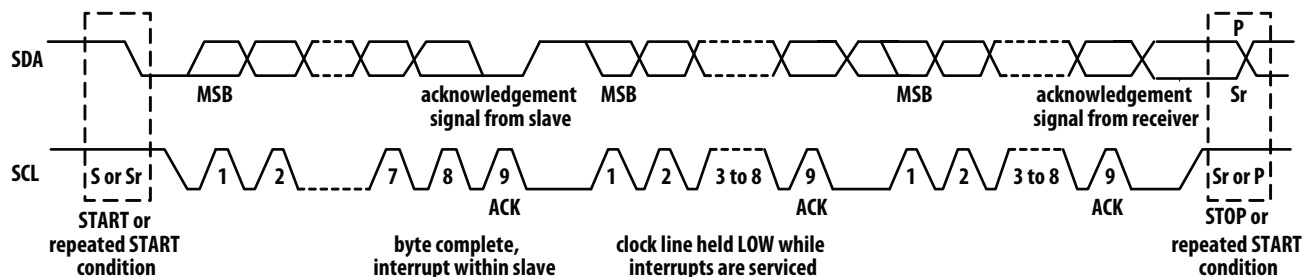 P
SDA
MSB
acknowledgement
signal from slave
MSB
MSB
acknowledgement
signal from receiver
Sr
SCL
S or Sr
1
2
7
8
9
1
2
3 to 8
9
1
2
3 to 8
9
Sr or P
ACK
ACK
ACK
START or
repeated START
condition
byte complete,
interrupt within slave
clock line held LOW while
interrupts are serviced
STOP or
repeated START
condition